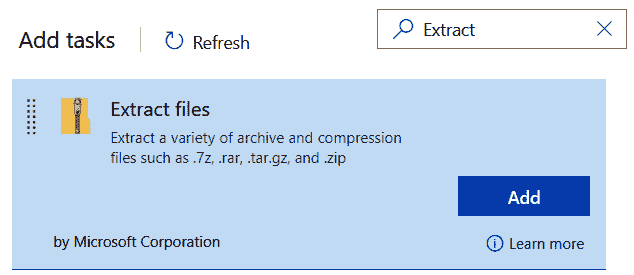 Add tasks
Refresh
Extract
Extract files
Extract a variety of archive and compression
files such as .7z, .rar, .tar.gz, and .zip
Add
by Microsoft Corporation
Learn more